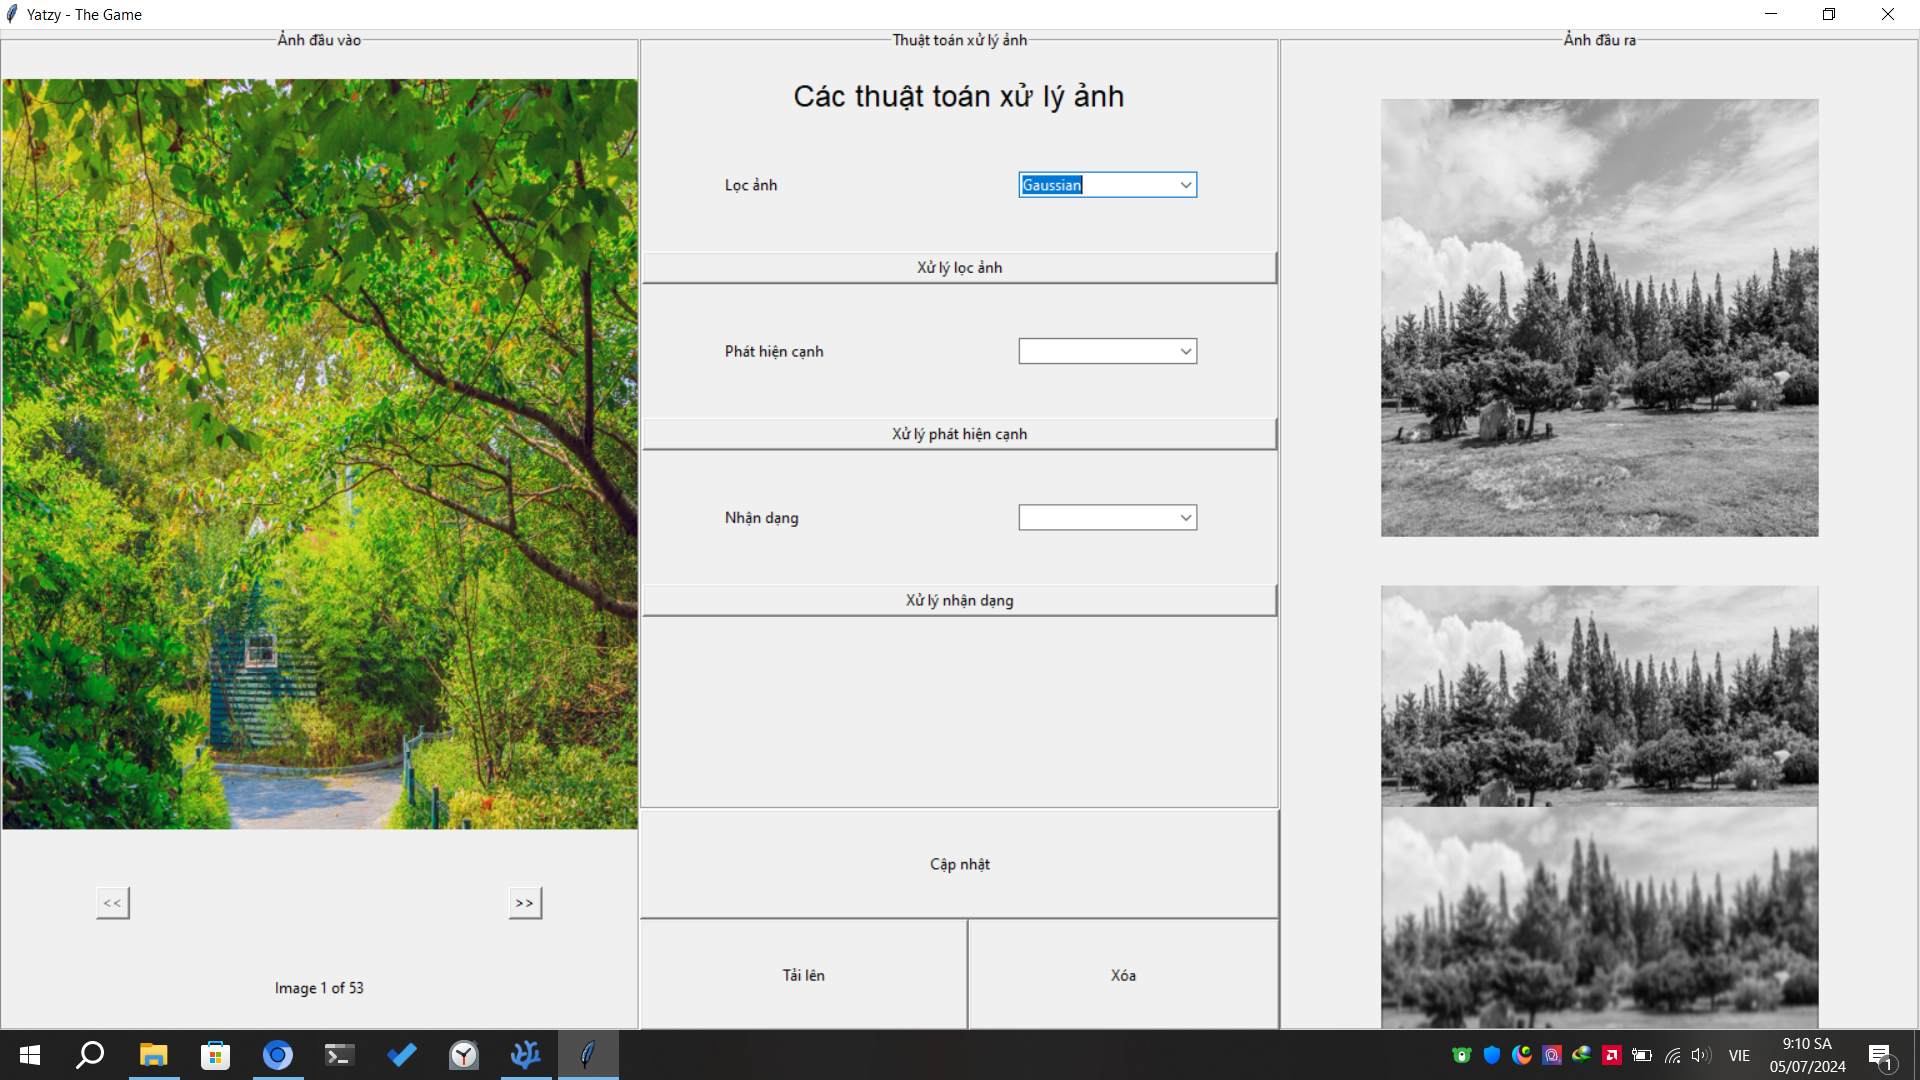 Yatzy - The Game
Ảnh đầu vào
Thuật toán xử lý ảnh
Ảnh đầu ra
Các thuật toán xử lý ảnh
Lọc ảnh
Gaussian
Xử lý lọc ảnh
Phát hiện cạnh
Xử lý phát hiện cạnh
Nhận dạng
Xử lý nhận dạng
Cập nhật
<<
>>
Tải lên
Xóa
Image 1 of 53
VIE
9:10 SA
05/07/2024
1